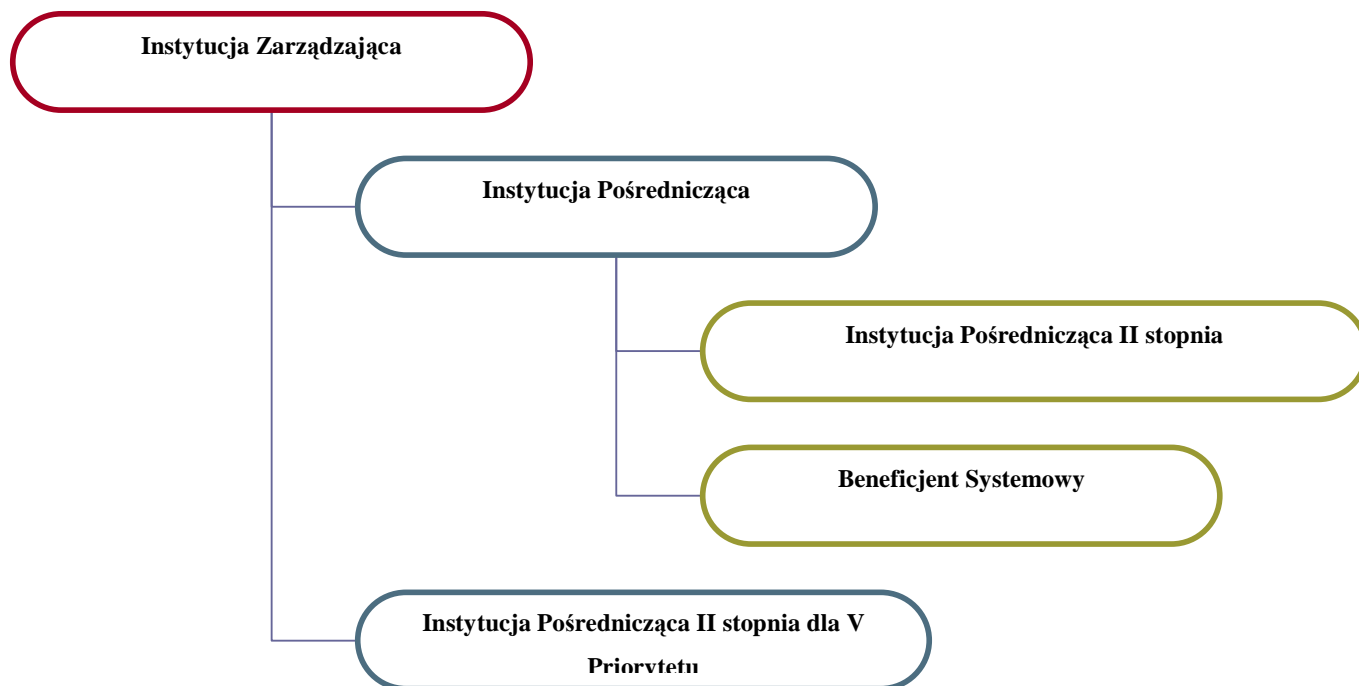 Instytucja Zarządzająca
Instytucja Pośrednicząca
Instytucja Pośrednicząca II stopnia
Beneficjent Systemowy
Instytucja Pośrednicząca II stopnia dla V
Priorytetu